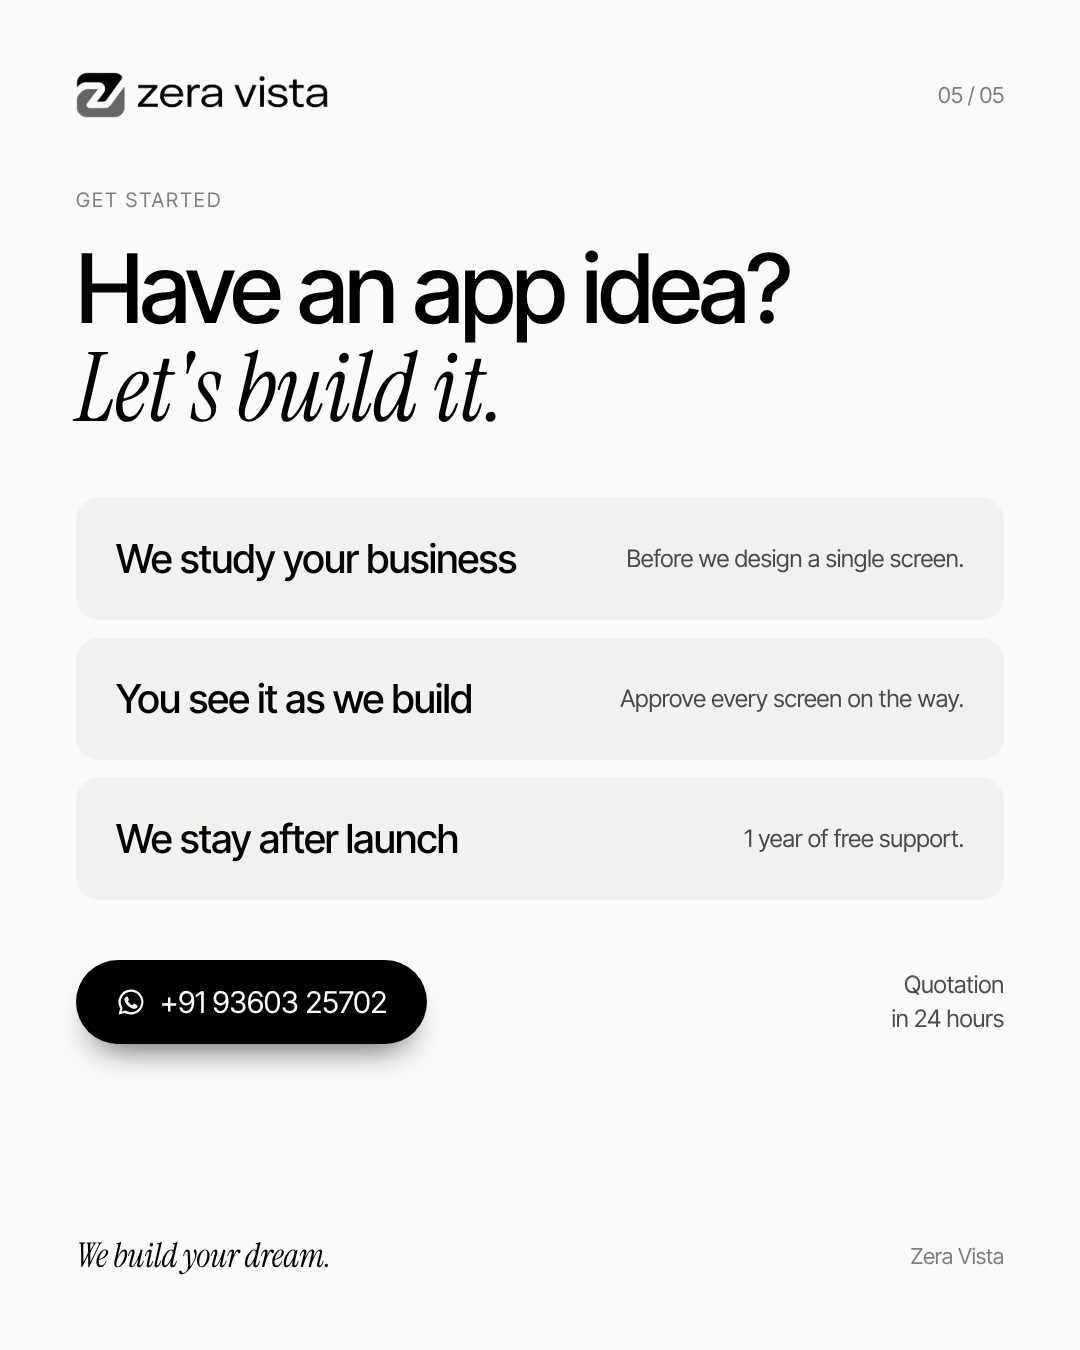 zera vista
05 / 05
GET STARTED
Have an app idea?
Let's build it.
We study your business
Before we design a single screen.
You see it as we build
Approve every screen on the way.
We stay after launch
1 year of free support.
+91 93603 25702
Quotation
in 24 hours
We build your dream.
Zera Vista